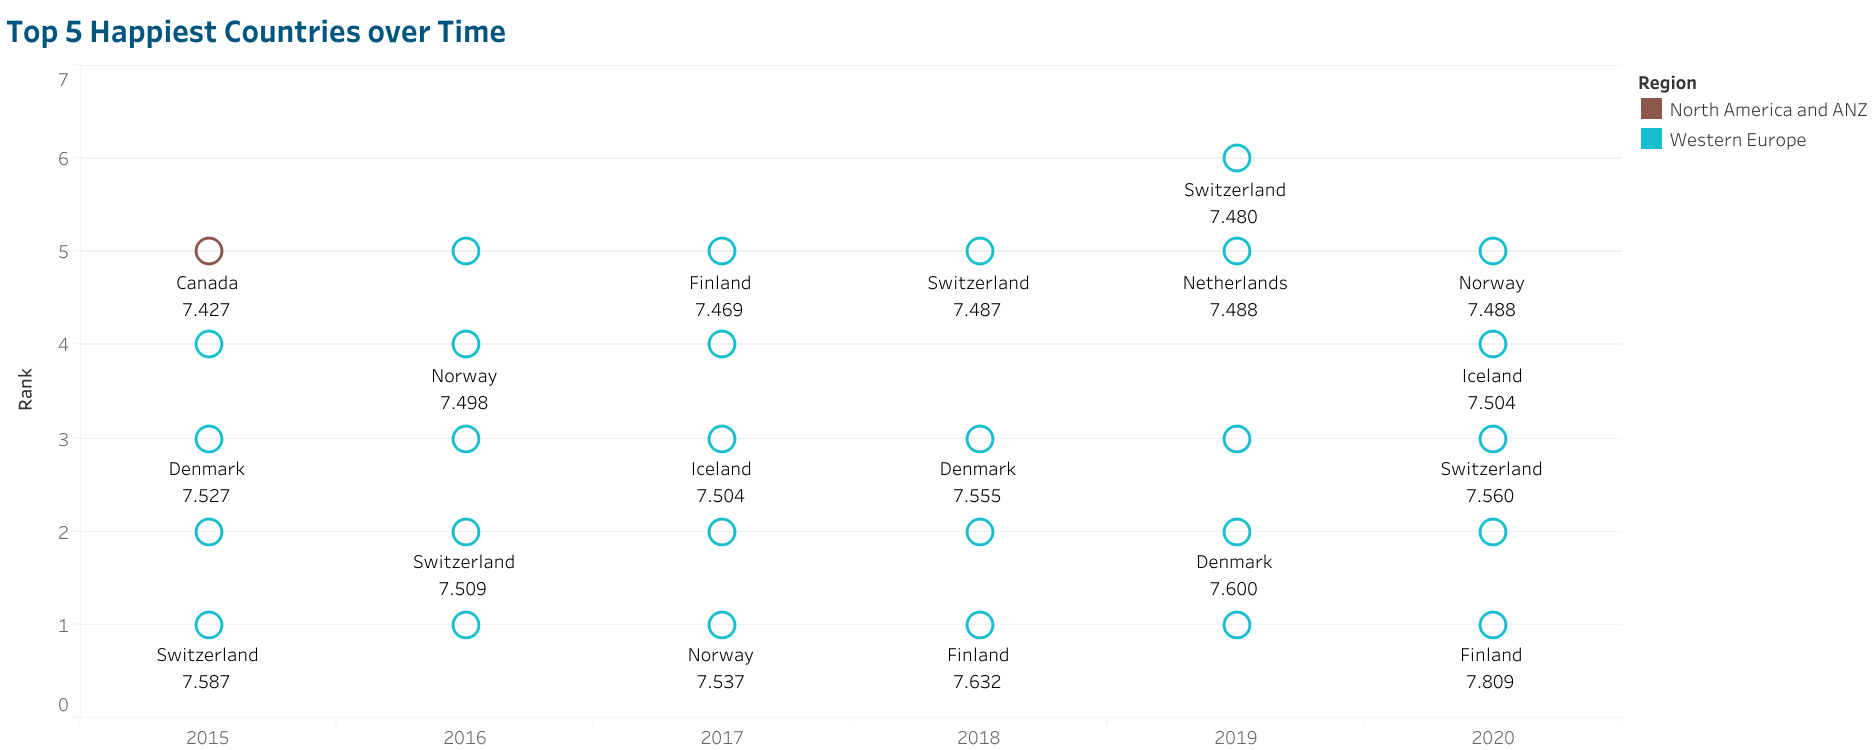 Top 5 Happiest Countries over Time
Region
North America and ANZ
Western Europe
Rank
7
6
5
4
3
2
1
0
Switzerland
7.480
Canada
7.427
Finland
7.469
Switzerland
7.487
Netherlands
7.488
Norway
7.488
Norway
7.498
Iceland
7.504
Denmark
7.527
Iceland
7.504
Denmark
7.555
Switzerland
7.560
Switzerland
7.509
Denmark
7.600
Switzerland
7.587
Norway
7.537
Finland
7.632
Finland
7.809
2015 2016 2017 2018 2019 2020